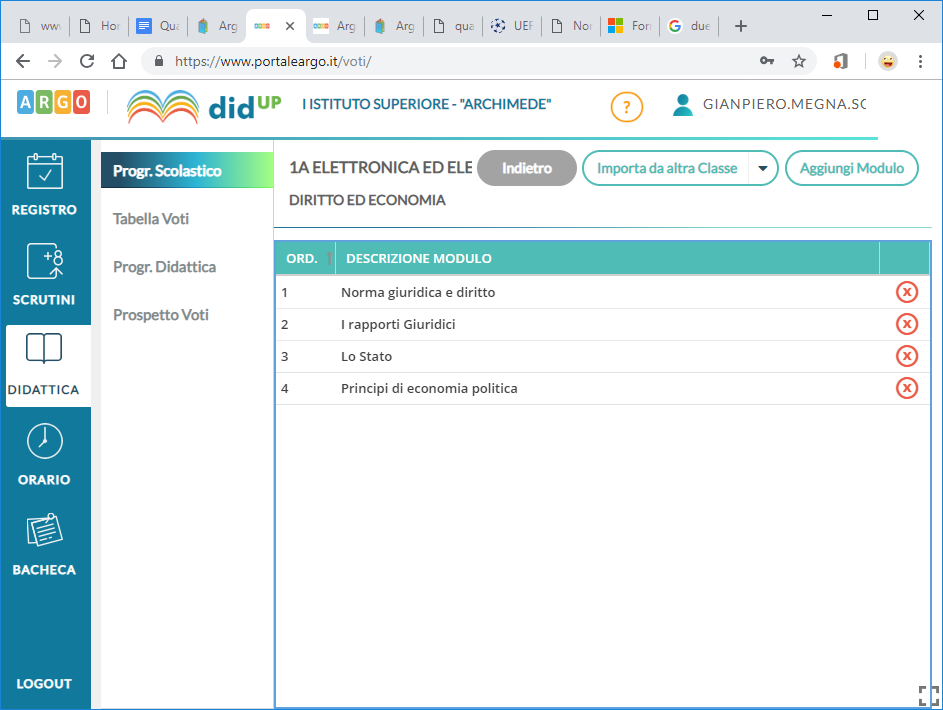 ww
Hor
Qua
Arg
Arg
Arg
qua
UEF
Nor
For
due
https://www.portaleargo.it/voti/
ARGO
didUP
I ISTITUTO SUPERIORE - "ARCHIMEDE"
?
GIANPIERO.MEGNA.SC
REGISTRO
SCRUTINI
DIDATTICA
ORARIO
BACHECA
LOGOUT
Progr. Scolastico
Tabella Voti
Progr. Didattica
Prospetto Voti
1A ELETTRONICA ED ELE
Indietro
Importa da altra Classe
Aggiungi Modulo
DIRITTO ED ECONOMIA
ORD. DESCRIZIONE MODULO
1 Norma giuridica e diritto
2 I rapporti Giuridici
3 Lo Stato
4 Principi di economia politica